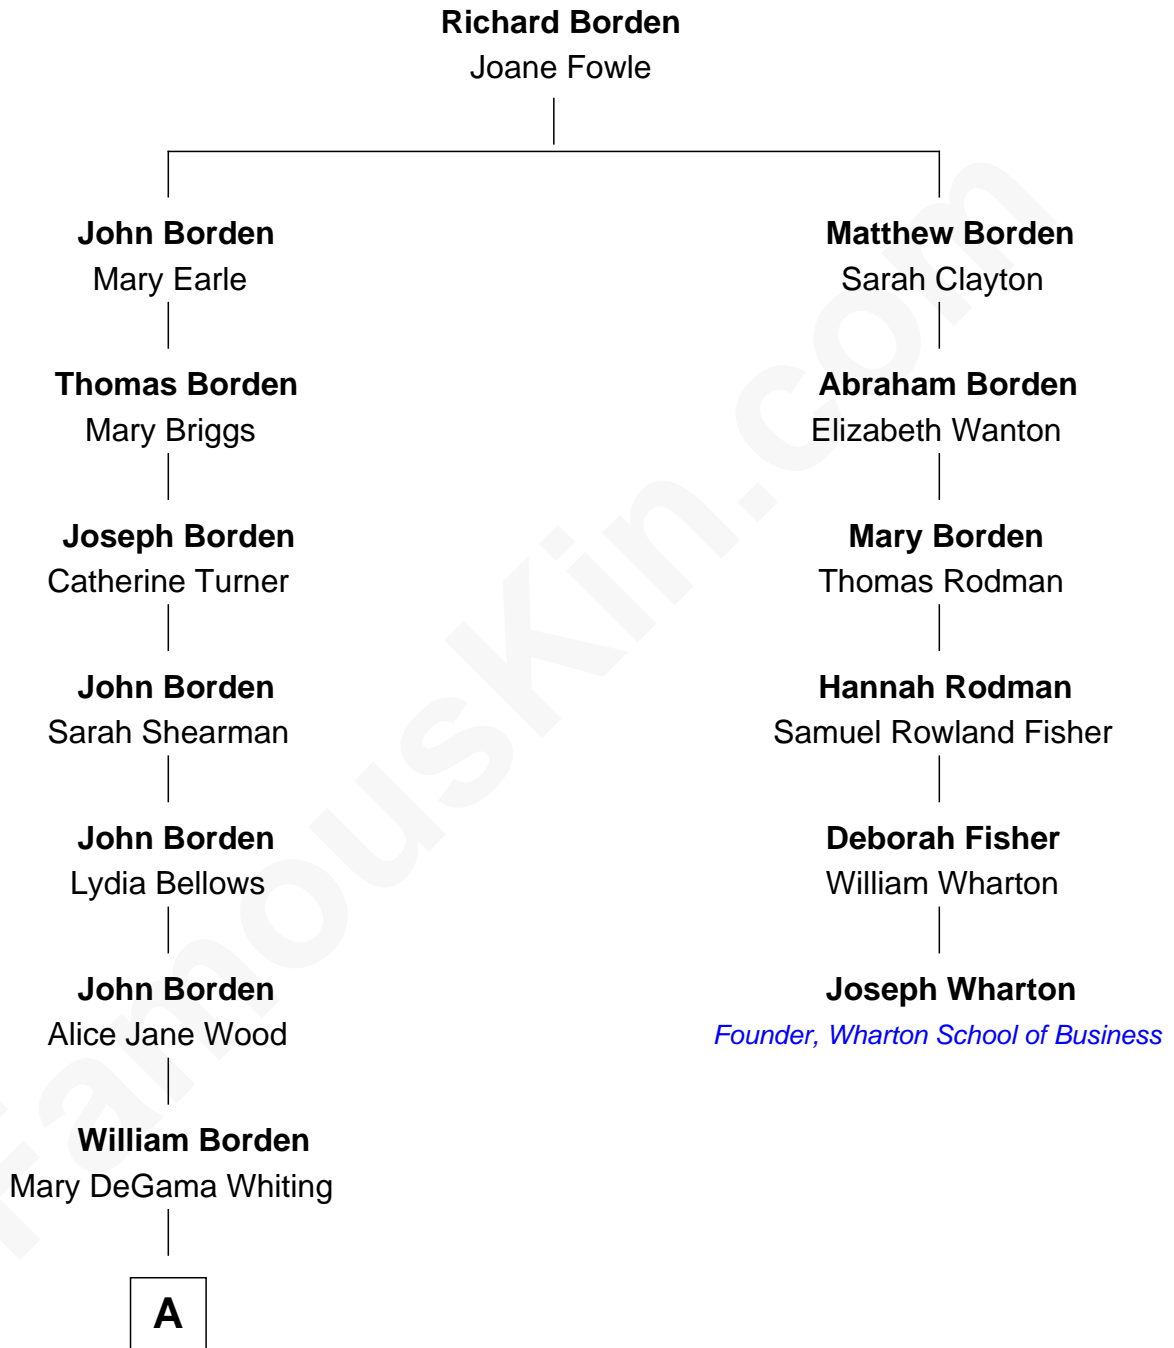 Richard Borden
Joane Fowle
John Borden
Mary Earle
Thomas Borden
Mary Briggs
Joseph Borden
Catherine Turner
John Borden
Sarah Shearman
John Borden
Lydia Bellows
John Borden
Alice Jane Wood
William Borden
Mary DeGama Whiting
A
Matthew Borden
Sarah Clayton
Abraham Borden
Elizabeth Wanton
Mary Borden
Thomas Rodman
Hannah Rodman
Samuel Rowland Fisher
Deborah Fisher
William Wharton
Joseph Wharton
Founder, Wharton School of Business
FamousKin.com